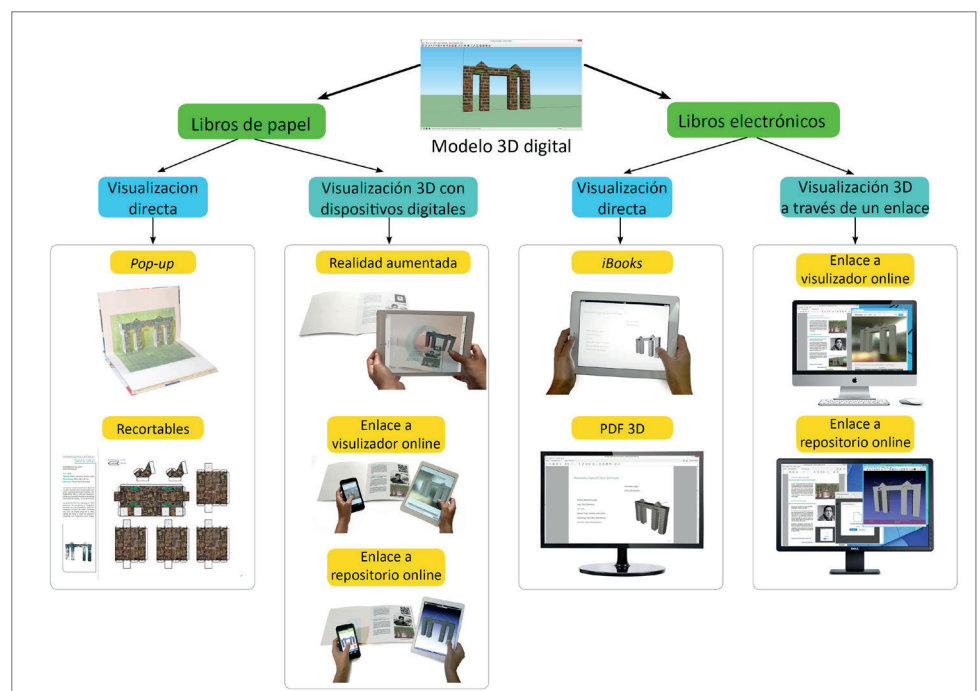 Modelo 3D digital
Libros de papel
Libros electrónicos
Visualizacion
directa
Visualización 3D con
dispositivos digitales
Visualización
directa
Visualización 3D
a través de un enlace
Pop-up
Recortables
Realidad aumentada
Enlace a
visulizador online
Enlace a
repositorio online
iBooks
PDF 3D
Enlace a
visulizador online
Enlace a
repositorio online
DELL